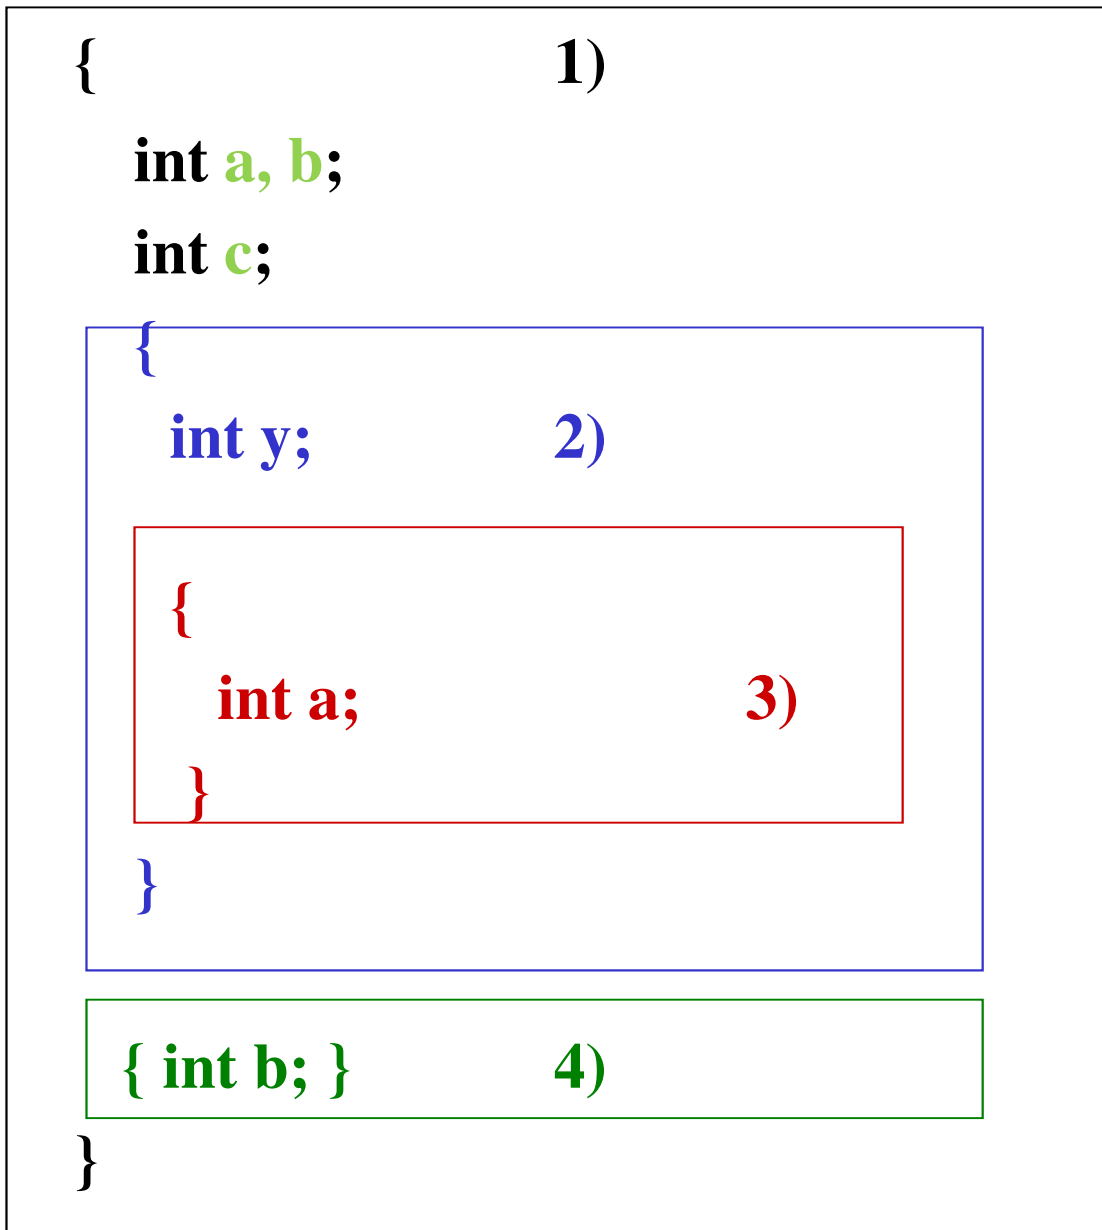 { 1)
int a, b;
int c;
{
int y; 2)
{
int a; 3)
}
}
{ int b; } 4)
}